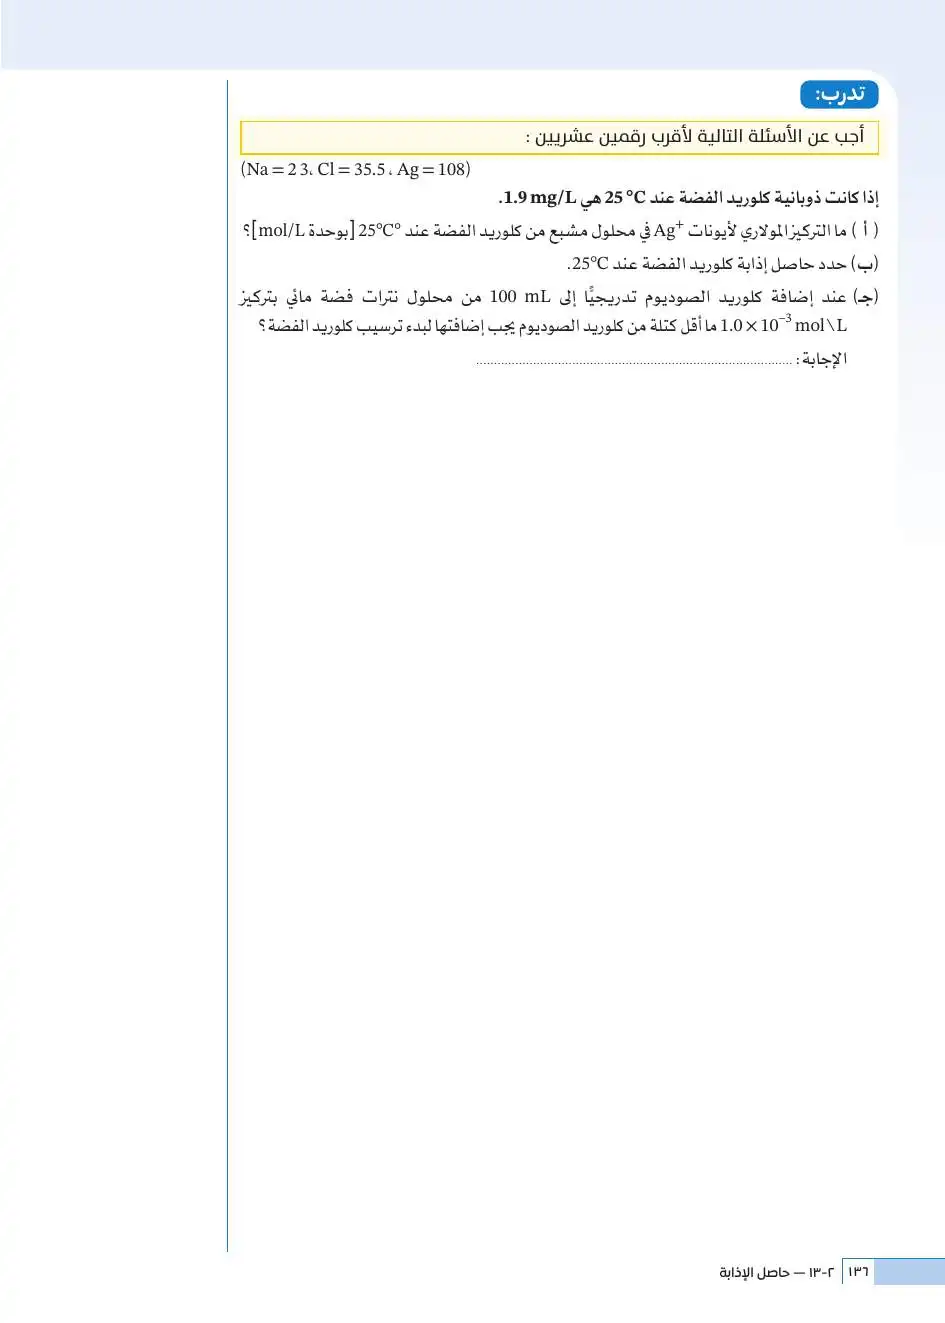 تدرب:
أجب عن الأسئلة التالية لأقرب رقمين عشريين :
(Na = 2 3، Cl = 35.5 ، Ag = 108)
إذا كانت ذوبانية كلوريد الفضة عند 25 °C هي 1.9 mg/L.
( أ ) ما التركيز المولاري لأيونات Ag⁺ في محلول مشبع من كلوريد الفضة عند 25°C° [بوحدة mol/L]؟
(ب) حدد حاصل إذابة كلوريد الفضة عند 25°C.
(جـ) عند إضافة كلوريد الصوديوم تدريجيًّا إلى 100 mL من محلول نترات فضة مائي بتركيز
1.0 × 10⁻³ mol\L ما أقل كتلة من كلوريد الصوديوم يجب إضافتها لبدء ترسيب كلوريد الفضة ؟
الإجابة : ..........................................................................................
١٣٦ ٢-١٣ — حاصل الإذابة